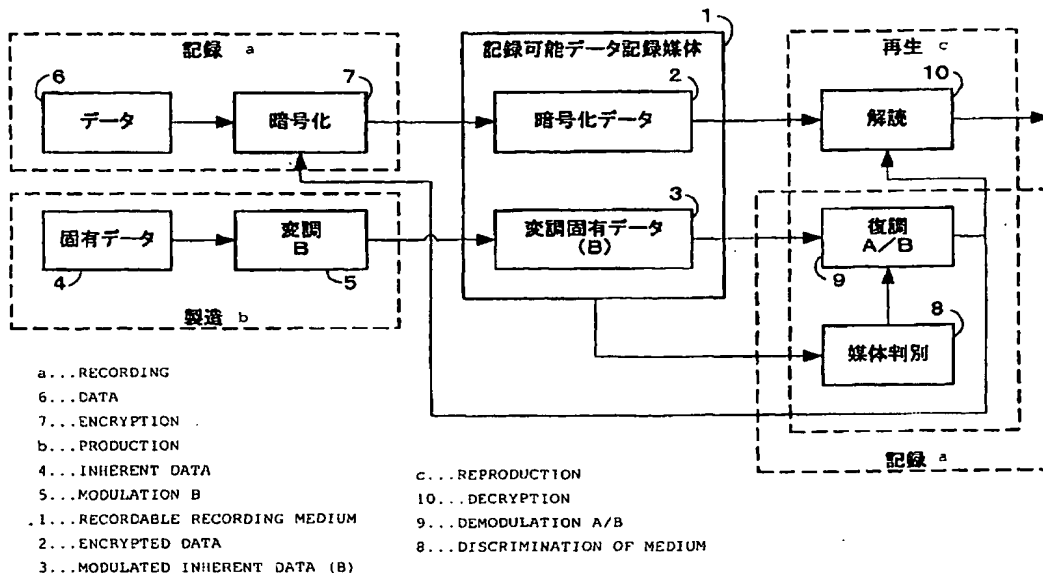 1
記録 a
記録可能データ記録媒体
再生 c
6
7
2
10
データ
暗号化
暗号化データ
解読
3
固有データ
変調
B
変調固有データ
(B)
復調
A/B
4
5
9
製造 b
8
媒体判別
記録 a
a...RECORDING
6...DATA
7...ENCRYPTION
b...PRODUCTION
4...INHERENT DATA
5...MODULATION B
1...RECORDABLE RECORDING MEDIUM
2...ENCRYPTED DATA
3...MODULATED INHERENT DATA (B)
c...REPRODUCTION
10...DECRYPTION
9...DEMODULATION A/B
8...DISCRIMINATION OF MEDIUM